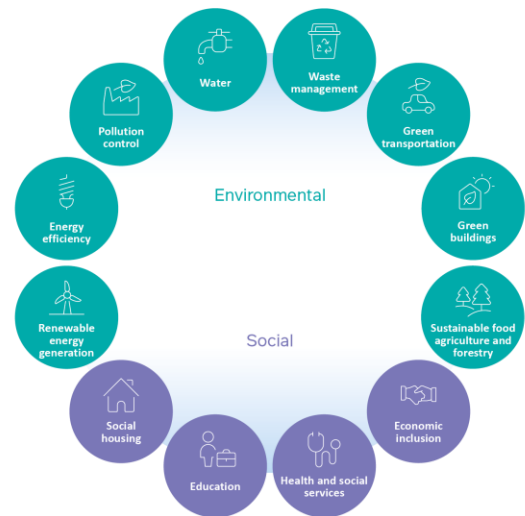 Water
Waste
management
Pollution
control
Green
transportation
Environmental
Energy
efficiency
Green
buildings
Renewable
energy
generation
Sustainable food
agriculture and
forestry
Social
Social
housing
Economic
inclusion
Education
Health and social
services